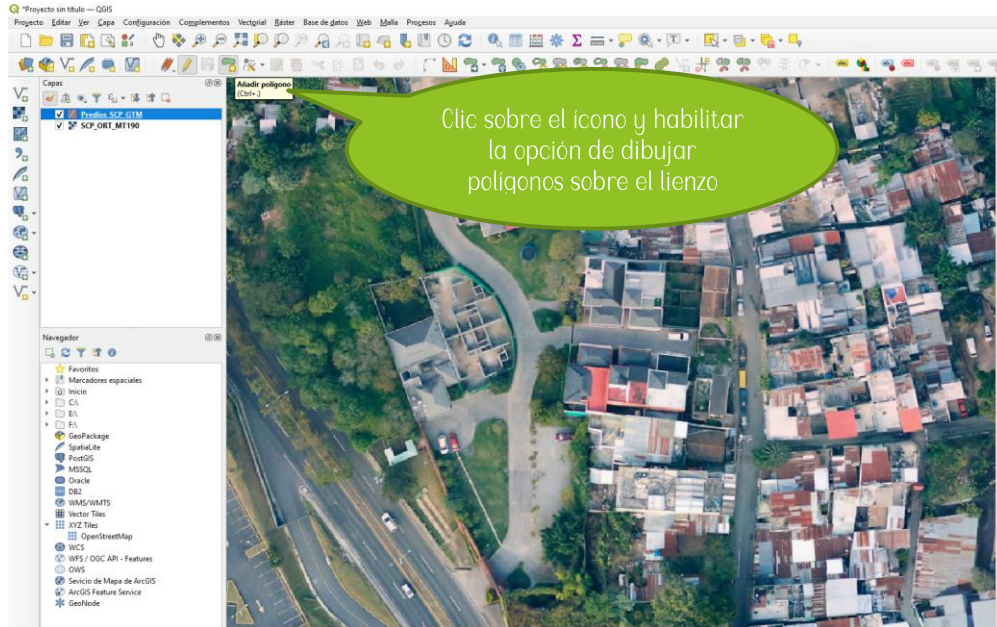 *Proyecto sin título — QGIS
Proyecto Editar Ver Capa Configuración Complementos Vectorial Ráster Base de datos Web Malla Procesos Ayuda
Capas
Predios_SCP_GTM
SCP_ORT_MT190
Añadir polígono
(Ctrl+.)
Clic sobre el ícono y habilitar
la opción de dibujar
polígonos sobre el lienzo
Navegador
Favoritos
Marcadores espaciales
Inicio
C:\
E:\
F:\
GeoPackage
SpatiaLite
PostGIS
MSSQL
Oracle
DB2
WMS/WMTS
Vector Tiles
XYZ Tiles
OpenStreetMap
WCS
WFS / OGC API - Features
OWS
Sevicio de Mapa de ArcGIS
ArcGIS Feature Service
GeoNode